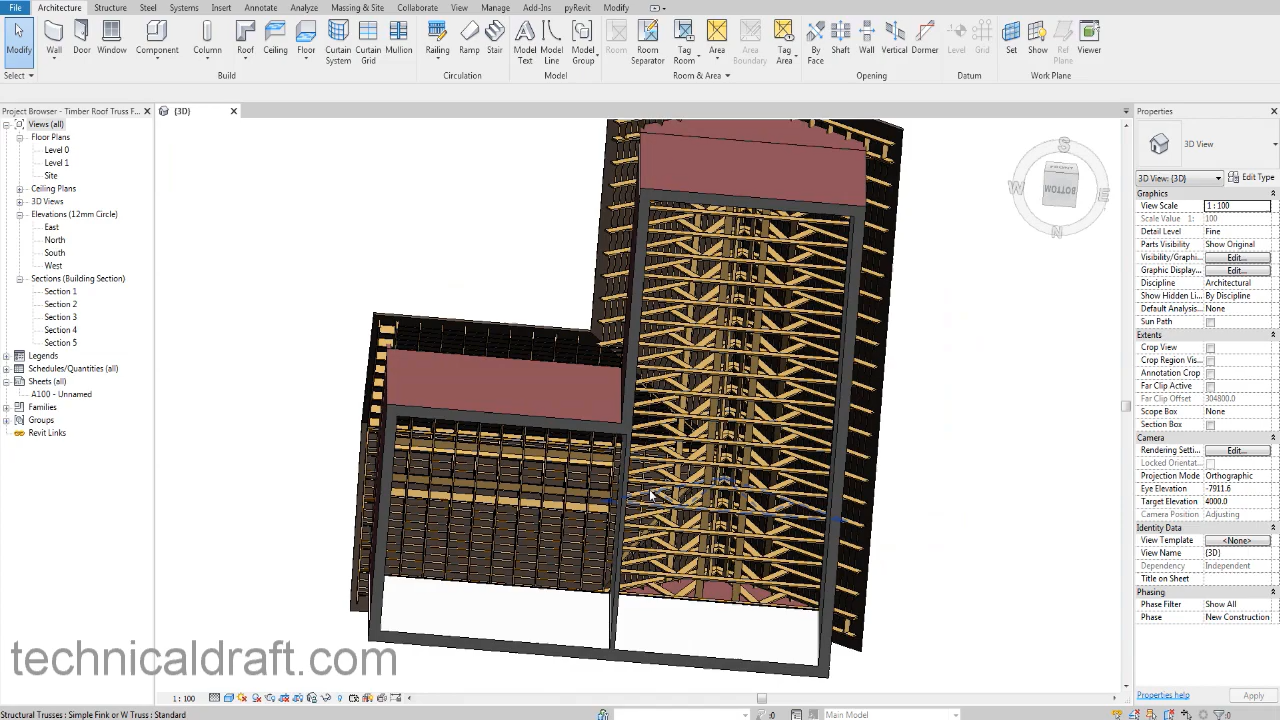 File Architecture Structure Steel Systems Insert Annotate Analyze Massing & Site Collaborate View Manage Add-Ins pyRevit Modify
Modify Wall Door Window Component Column Roof Ceiling Floor Curtain System Curtain Grid Mullion Railing Ramp Stair Model Text Model Line Model Group Room Room Separator Tag Room Area Area Boundary Tag Area By Face Shaft Wall Vertical Dormer Level Grid Set Show Ref Plane Viewer
Select Build Circulation Model Room & Area Opening Datum Work Plane
Project Browser - Timber Roof Truss F...
Views (all)
Floor Plans
Level 0
Level 1
Site
Ceiling Plans
3D Views
Elevations (12mm Circle)
East
North
South
West
Sections (Building Section)
Section 1
Section 2
Section 3
Section 4
Section 5
Legends
Schedules/Quantities (all)
Sheets (all)
A100 - Unnamed
Families
Groups
Revit Links
{3D}
S
W
E
N
FRONT
BOTTOM
Properties
3D View
3D View: {3D} Edit Type
Graphics
View Scale 1 : 100
Scale Value 1: 100
Detail Level Fine
Parts Visibility Show Original
Visibility/Graphi... Edit...
Graphic Display... Edit...
Discipline Architectural
Show Hidden Li... By Discipline
Default Analysis... None
Sun Path
Extents
Crop View
Crop Region Vis...
Annotation Crop
Far Clip Active
Far Clip Offset 304800.0
Scope Box None
Section Box
Camera
Rendering Setti... Edit...
Locked Orientat...
Projection Mode Orthographic
Eye Elevation -7911.6
Target Elevation 4000.0
Camera Position Adjusting
Identity Data
View Template <None>
View Name {3D}
Dependency Independent
Title on Sheet
Phasing
Phase Filter Show All
Phase New Construction
Properties help Apply
technicaldraft.com
1 : 100
Structural Trusses : Simple Fink or W Truss : Standard
:0 Main Model
:0